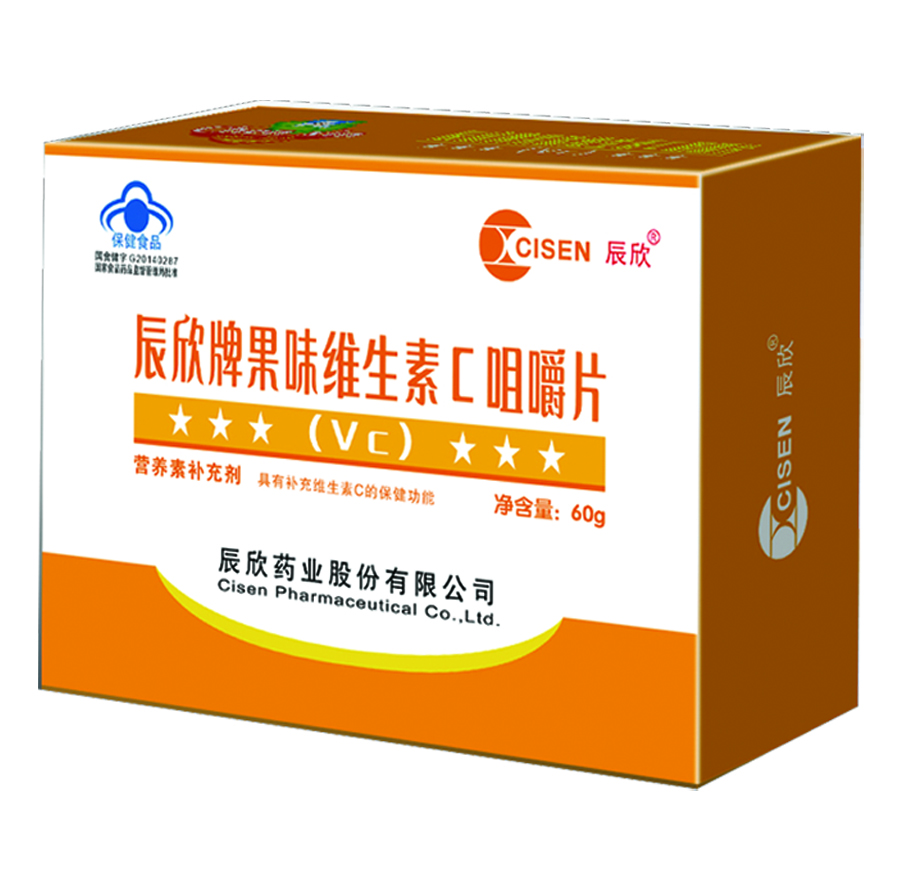 保健食品
国食健字G20140287
国家食品药品监督管理局批准
CISEN 辰欣®
辰欣牌果味维生素C咀嚼片
★★★(Vc)★★★
营养素补充剂 具有补充维生素C的保健功能 净含量：60g
辰欣药业股份有限公司
Cisen Pharmaceutical Co.,Ltd.
CISEN 辰欣®